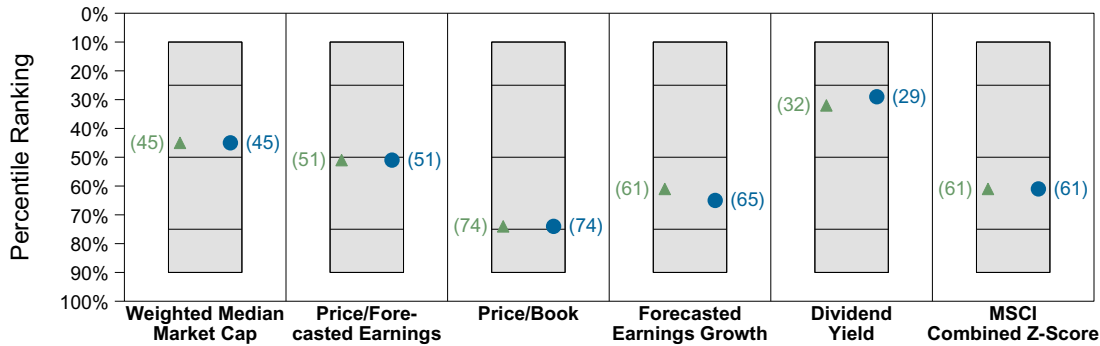 Percentile Ranking
0%
10%
20%
30%
40%
50%
60%
70%
80%
90%
100%
(45) (45)
(51) (51)
(74) (74)
(61) (65)
(32) (29)
(61) (61)
Weighted Median
Market Cap
Price/Fore-
casted Earnings
Price/Book
Forecasted
Earnings Growth
Dividend
Yield
MSCI
Combined Z-Score